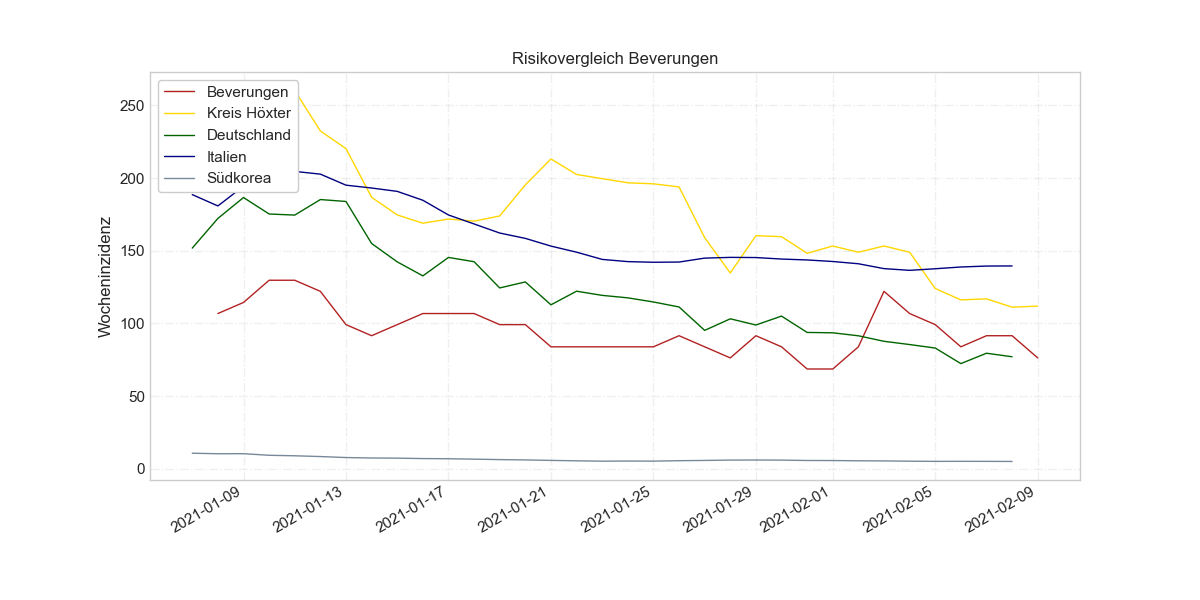 Risikovergleich Beverungen
Beverungen
Kreis Höxter
Deutschland
Italien
Südkorea
Wocheninzidenz
250
200
150
100
50
0
2021-01-09
2021-01-13
2021-01-17
2021-01-21
2021-01-25
2021-01-29
2021-02-01
2021-02-05
2021-02-09